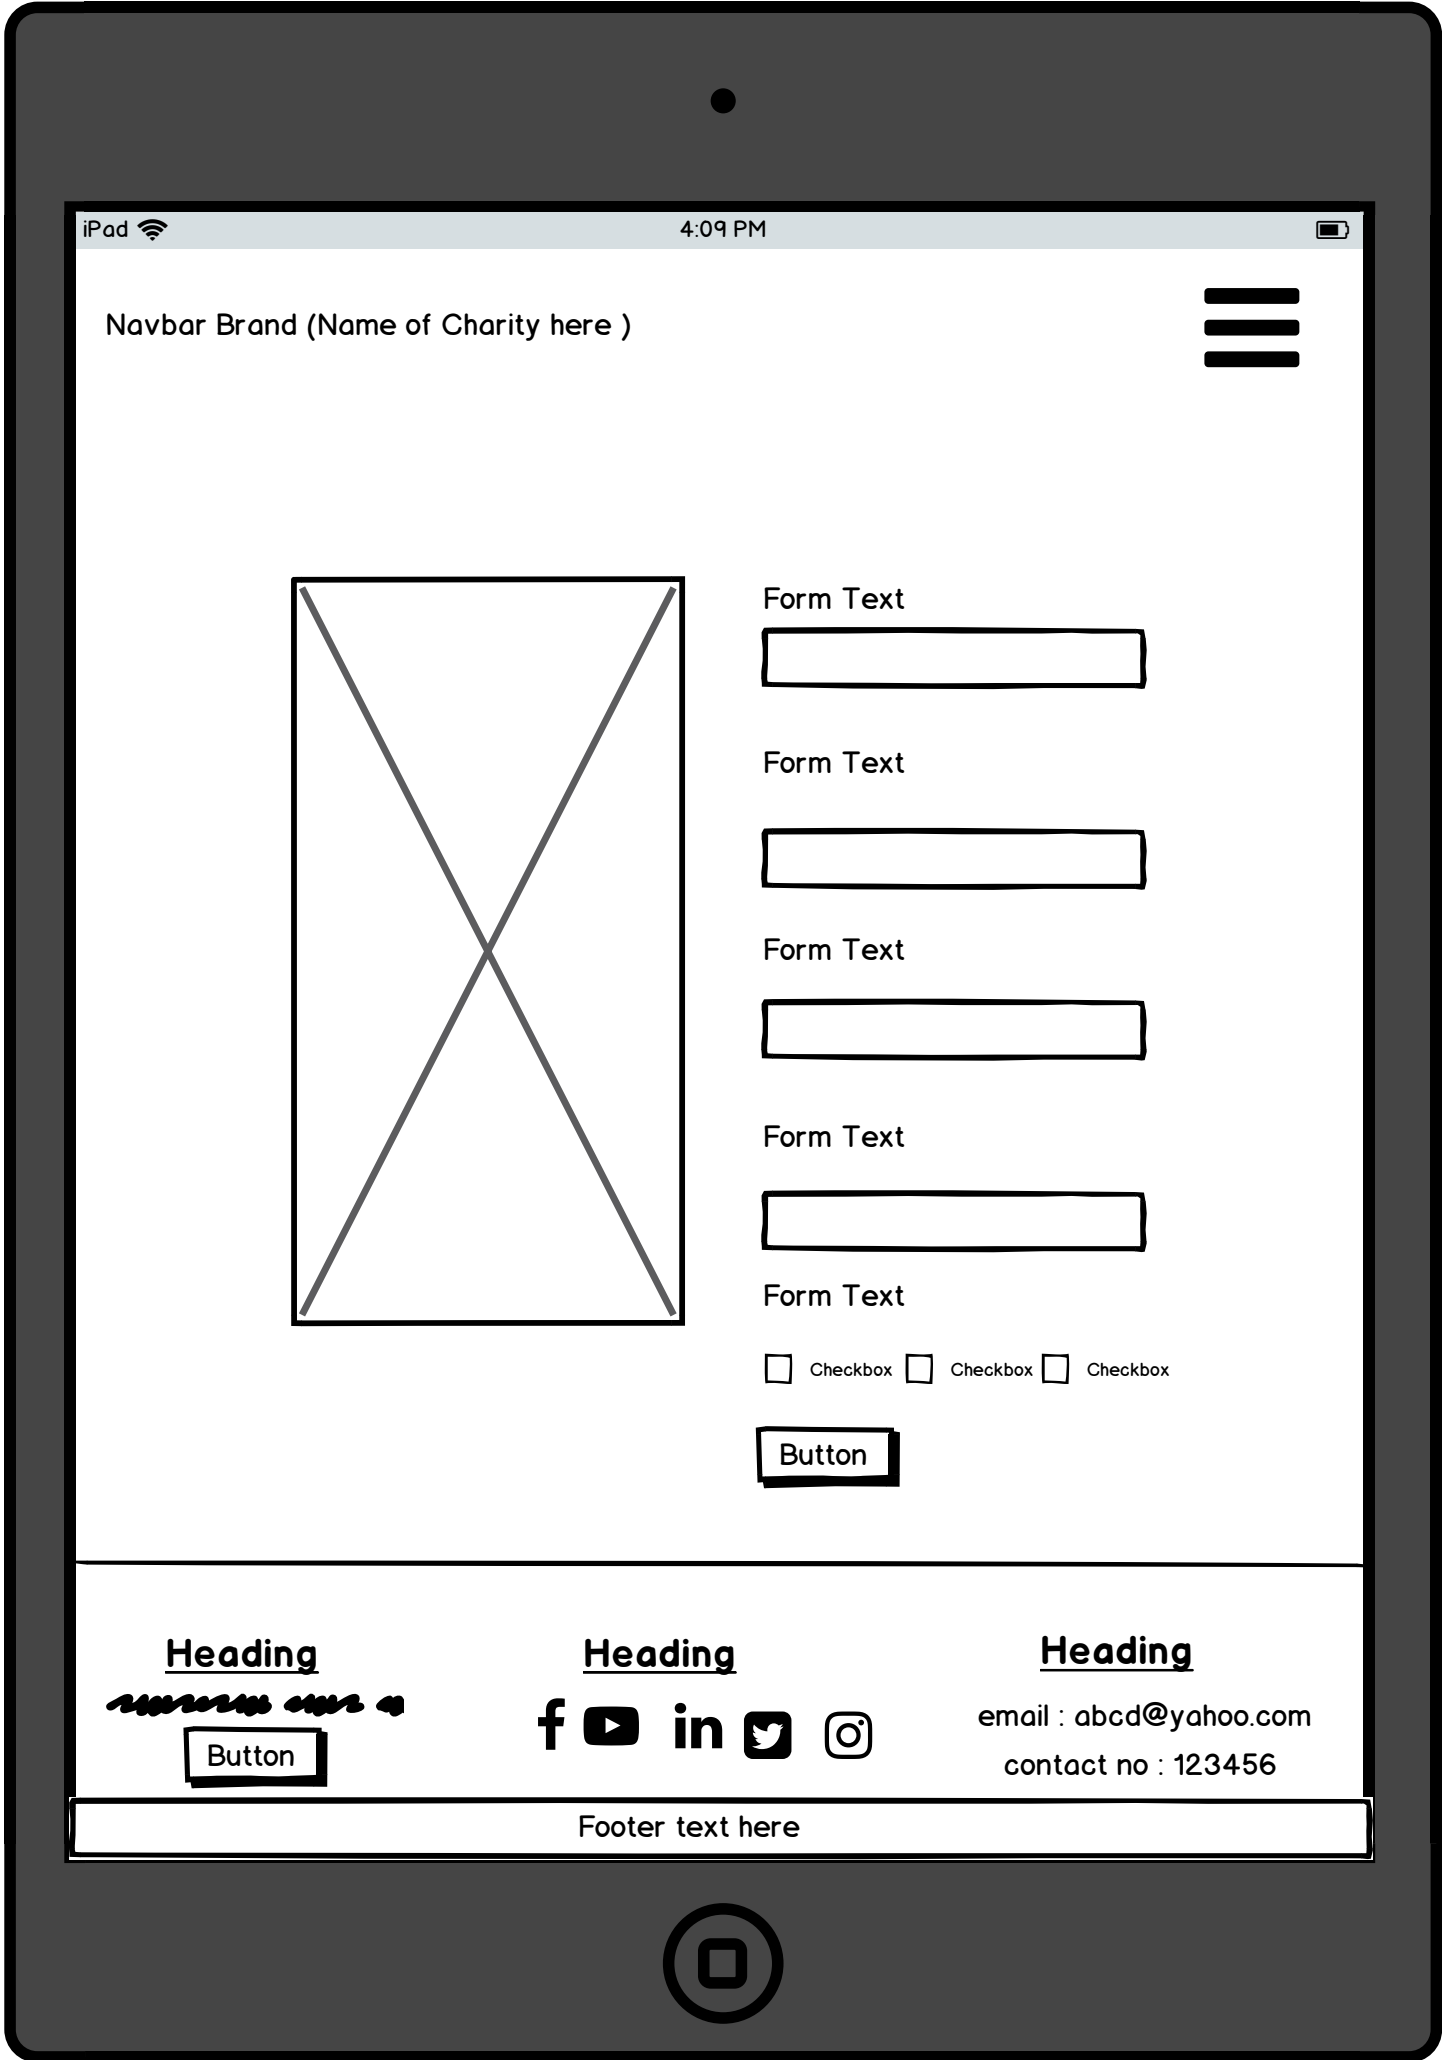 iPad 4:09 PM
Navbar Brand (Name of Charity here )
Form Text
Form Text
Form Text
Form Text
Form Text
Checkbox Checkbox Checkbox
Button
Heading Heading Heading
email : abcd@yahoo.com
Button
contact no : 123456
Footer text here